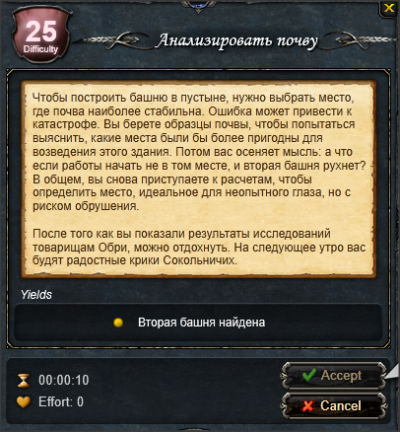 25
Difficulty
Анализировать почву
Чтобы построить башню в пустыне, нужно выбрать место,
где почва наиболее стабильна. Ошибка может привести к
катастрофе. Вы берете образцы почвы, чтобы попытаться
выяснить, какие места были бы более пригодны для
возведения этого здания. Потом вас осеняет мысль: а что
если работы начать не в том месте, и вторая башня рухнет?
В общем, вы снова приступаете к расчетам, чтобы
определить место, идеальное для неопытного глаза, но с
риском обрушения.
После того как вы показали результаты исследований
товарищам Обри, можно отдохнуть. На следующее утро вас
будят радостные крики Сокольничих.
Yields
Вторая башня найдена
00:00:10
Accept
Effort: 0
Cancel